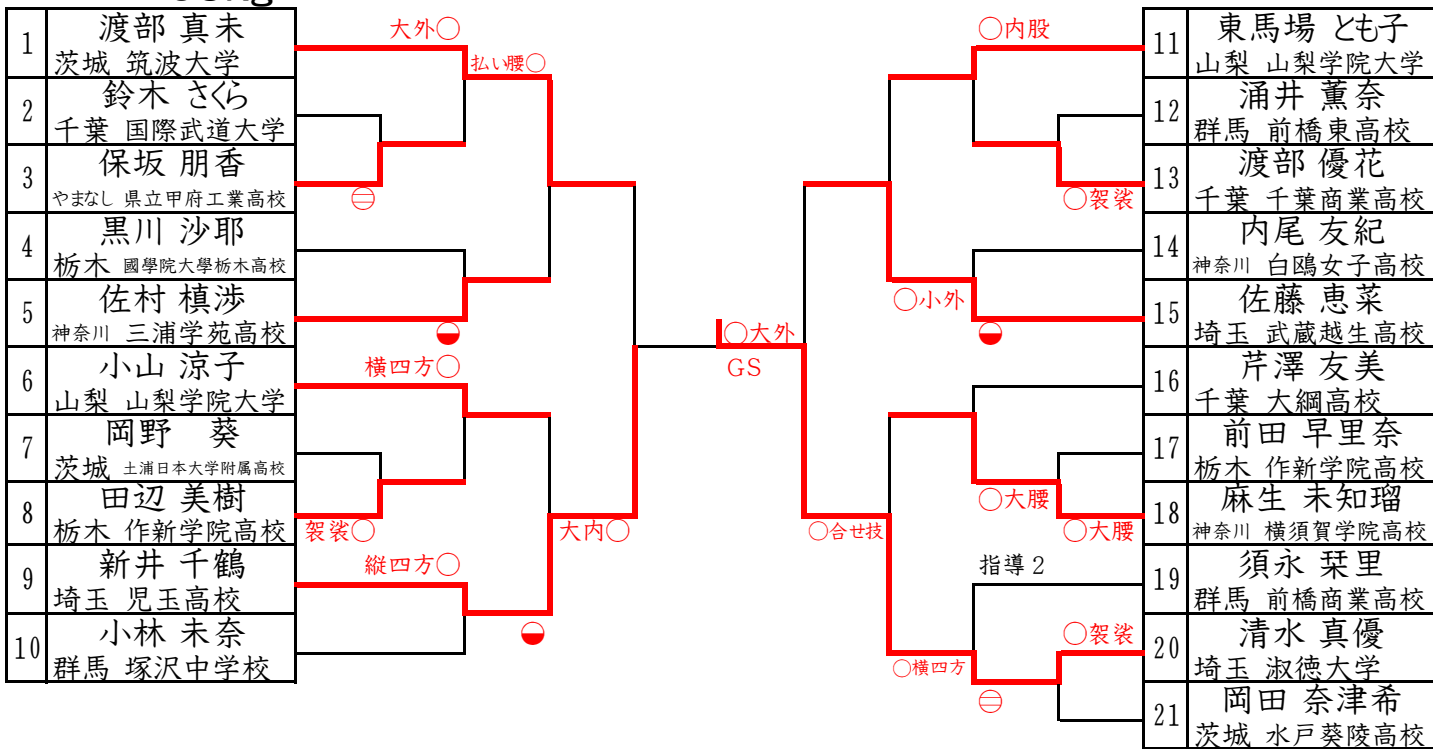 1 渡部 真未
茨城 筑波大学
2 鈴木 さくら
千葉 国際武道大学
3 保坂 朋香
やまなし 県立甲府工業高校
4 黒川 沙耶
栃木 國學院大學栃木高校
5 佐村 槙渉
神奈川 三浦学苑高校
6 小山 涼子
山梨 山梨学院大学
7 岡野 葵
茨城 土浦日本大学附属高校
8 田辺 美樹
栃木 作新学院高校
9 新井 千鶴
埼玉 児玉高校
10 小林 未奈
群馬 塚沢中学校
大外○
払い腰○
横四方○
袈裟○
大内○
縦四方○
○大外
GS
○内股
○袈裟
○小外
○大腰
○大腰
○合せ技
指導2
○袈裟
○横四方
11 東馬場 とも子
山梨 山梨学院大学
12 涌井 薫奈
群馬 前橋東高校
13 渡部 優花
千葉 千葉商業高校
14 内尾 友紀
神奈川 白鴎女子高校
15 佐藤 恵菜
埼玉 武蔵越生高校
16 芹澤 友美
千葉 大網高校
17 前田 早里奈
栃木 作新学院高校
18 麻生 未知瑠
神奈川 横須賀学院高校
19 須永 栞里
群馬 前橋商業高校
20 清水 真優
埼玉 淑徳大学
21 岡田 奈津希
茨城 水戸葵陵高校